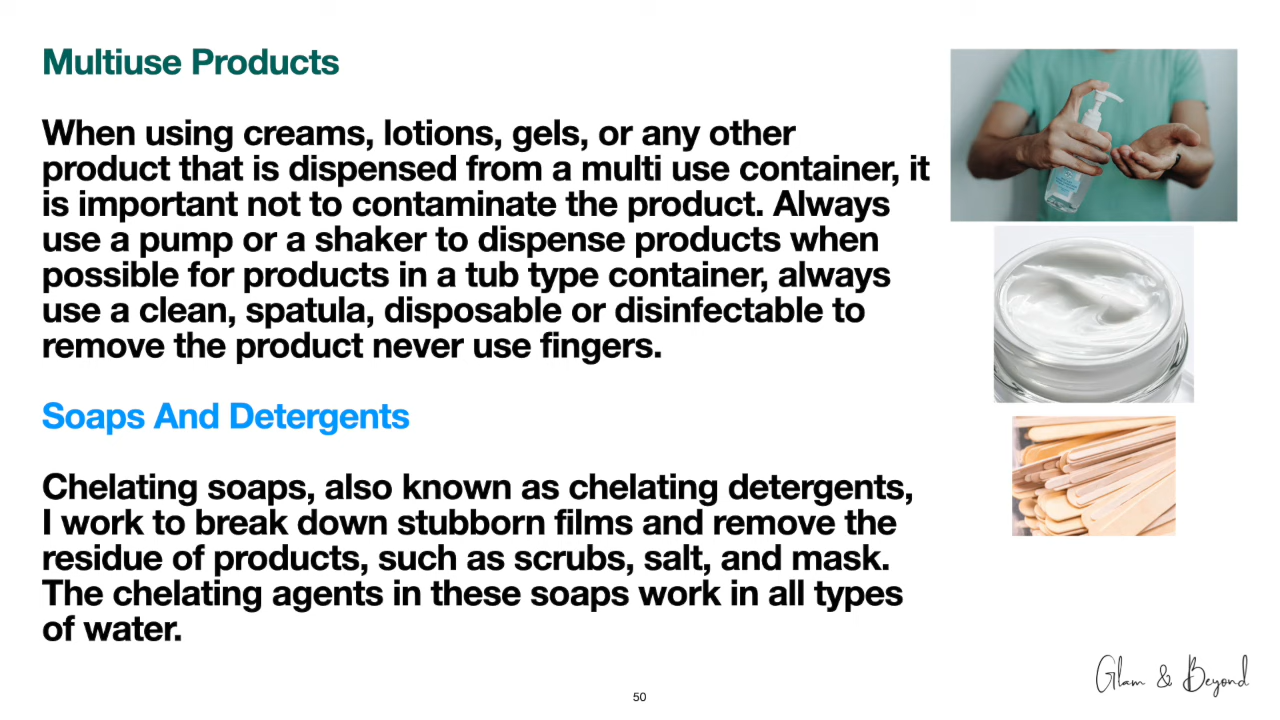 Multiuse Products
When using creams, lotions, gels, or any other
product that is dispensed from a multi use container, it
is important not to contaminate the product. Always
use a pump or a shaker to dispense products when
possible for products in a tub type container, always
use a clean, spatula, disposable or disinfectable to
remove the product never use fingers.
Soaps And Detergents
Chelating soaps, also known as chelating detergents,
I work to break down stubborn films and remove the
residue of products, such as scrubs, salt, and mask.
The chelating agents in these soaps work in all types
of water.
Glam & Beyond
50